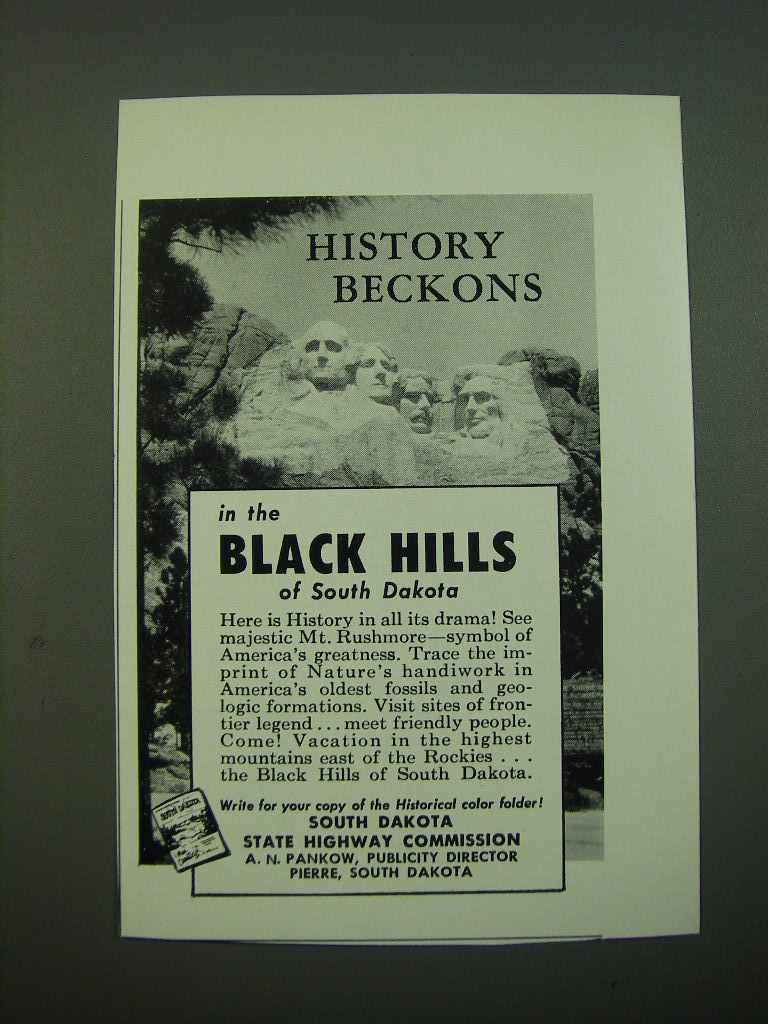 HISTORY
BECKONS
in the
BLACK HILLS
of South Dakota
Here is History in all its drama! See
majestic Mt. Rushmore—symbol of
America's greatness. Trace the im-
print of Nature's handiwork in
America's oldest fossils and geo-
logic formations. Visit sites of fron-
tier legend . . . meet friendly people.
Come! Vacation in the highest
mountains east of the Rockies . . .
the Black Hills of South Dakota.
Write for your copy of the Historical color folder!
SOUTH DAKOTA
STATE HIGHWAY COMMISSION
A. N. PANKOW, PUBLICITY DIRECTOR
PIERRE, SOUTH DAKOTA
SOUTH DAKOTA